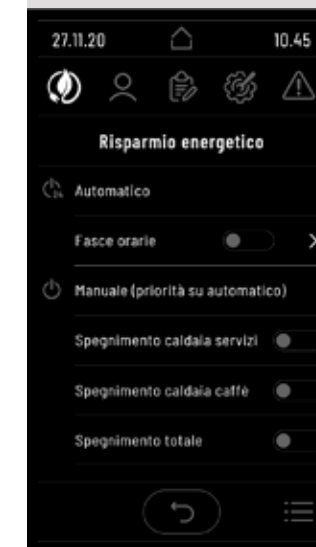 27.11.20 10.45
Risparmio energetico
24
Automatico
Fasce orarie
Manuale (priorità su automatico)
Spegnimento caldaia servizi
Spegnimento caldaia caffè
Spegnimento totale